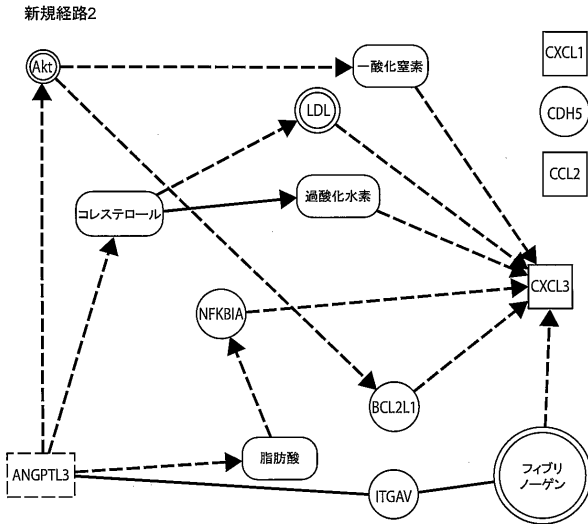 新規経路2
Akt
一酸化窒素
CXCL1
LDL
CDH5
CCL2
コレステロール
過酸化水素
CXCL3
NFKBIA
BCL2L1
ANGPTL3
脂肪酸
ITGAV
フィブリ
ノーゲン